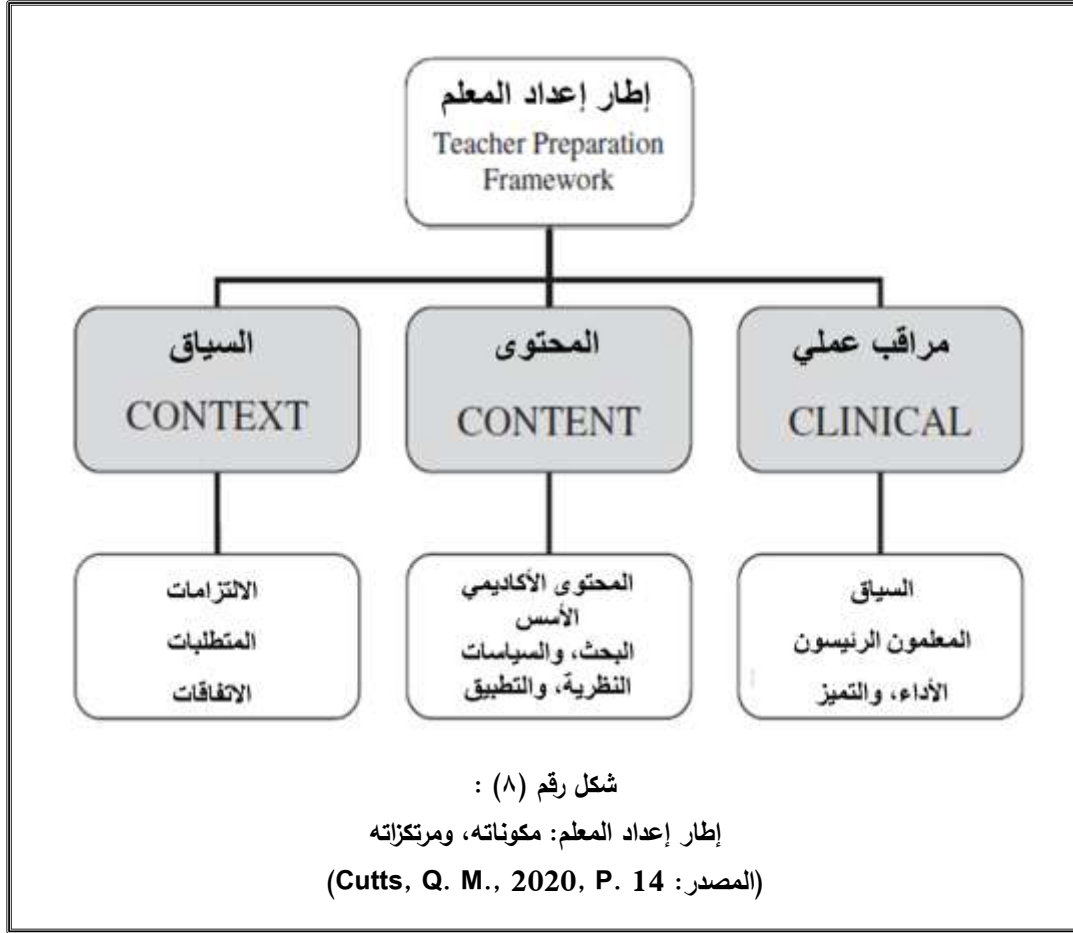 إطار إعداد المعلم
Teacher Preparation
Framework
مراقب عملي
CLINICAL
المحتوى
CONTENT
السياق
CONTEXT
السياق
المعلمون الرئيسون
الأداء، والتميز
المحتوى الأكاديمي
الأسس
البحث، والسياسات
النظرية، والتطبيق
الالتزامات
المتطلبات
الاتفاقات
شكل رقم (٨) :
إطار إعداد المعلم: مكوناته، ومرتكزاته
(المصدر: Cutts, Q. M., 2020, P. 14)